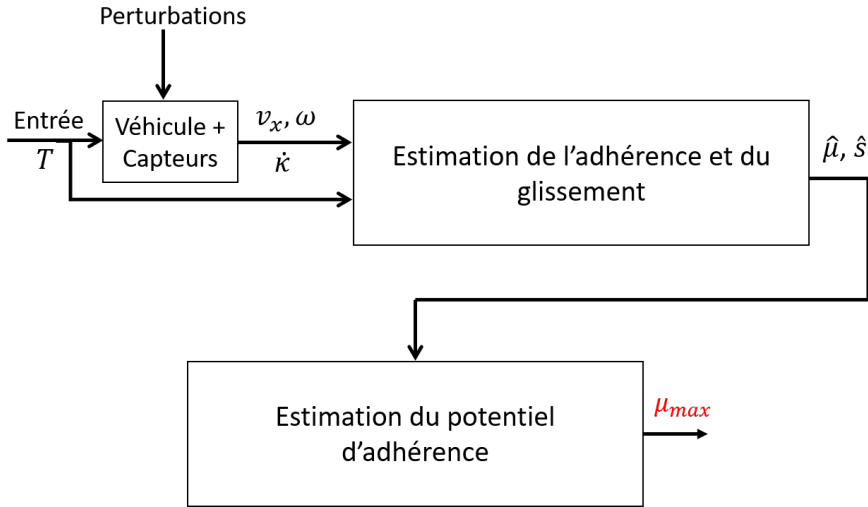 Perturbations
Entrée
T
Véhicule +
Capteurs
v_x, ω
κ̇
Estimation de l’adhérence et du
glissement
μ̂, ŝ
Estimation du potentiel
d’adhérence
μ_max